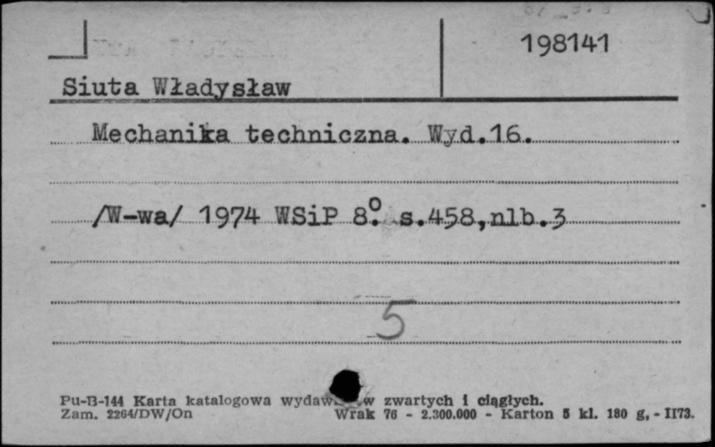 198141
Siuta Władysław
Mechanika techniczna. Wyd.16.
/W-wa/ 1974 WSiP 8°. s.458,nlb.3
5
Pu-B-144 Karta katalogowa zwartych i ciągłych.
Zam. 2264/DW/On Wrak 76 - 2.300.000 - Karton 5 kl. 180 g, - II73.